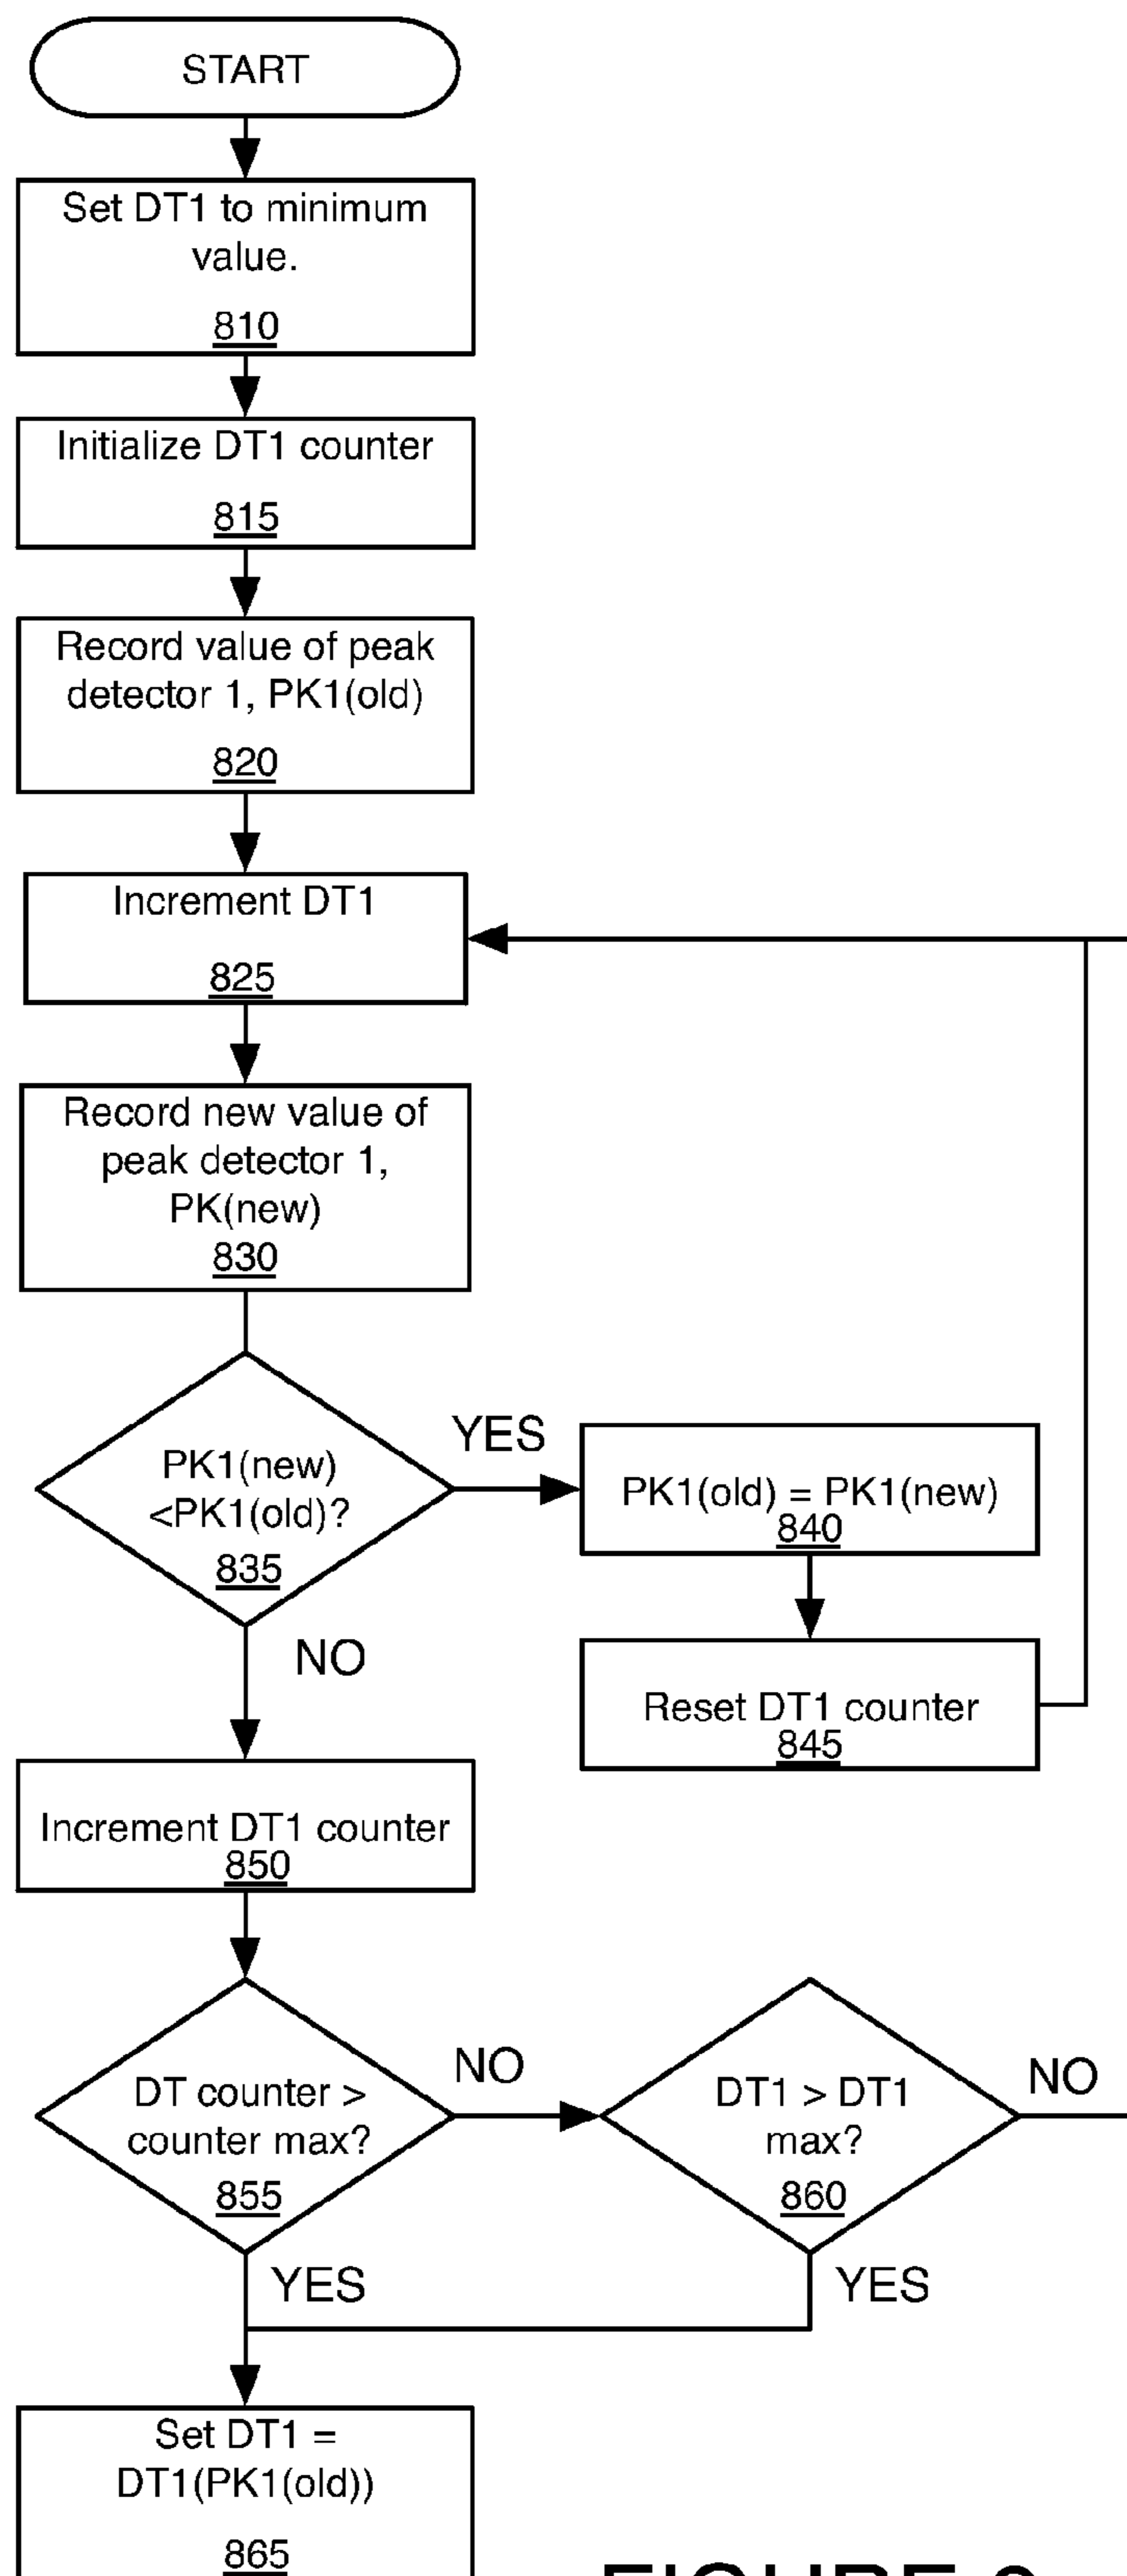 START
Set DT1 to minimum
value.
810
Initialize DT1 counter
815
Record value of peak
detector 1, PK1(old)
820
Increment DT1
825
Record new value of
peak detector 1,
PK(new)
830
PK1(new)
<PK1(old)?
835
YES
PK1(old) = PK1(new)
840
NO
Reset DT1 counter
845
Increment DT1 counter
850
DT counter >
counter max?
855
NO
DT1 > DT1
max?
860
NO
YES
YES
Set DT1 =
DT1(PK1(old))
865